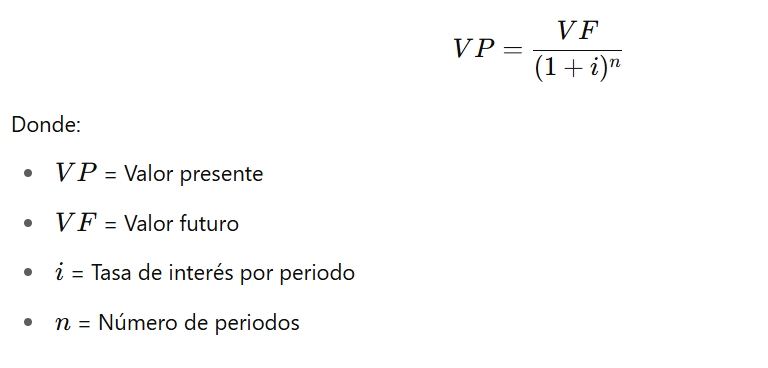 VP = VF / (1 + i)^n
Donde:
• VP = Valor presente
• VF = Valor futuro
• i = Tasa de interés por periodo
• n = Número de periodos